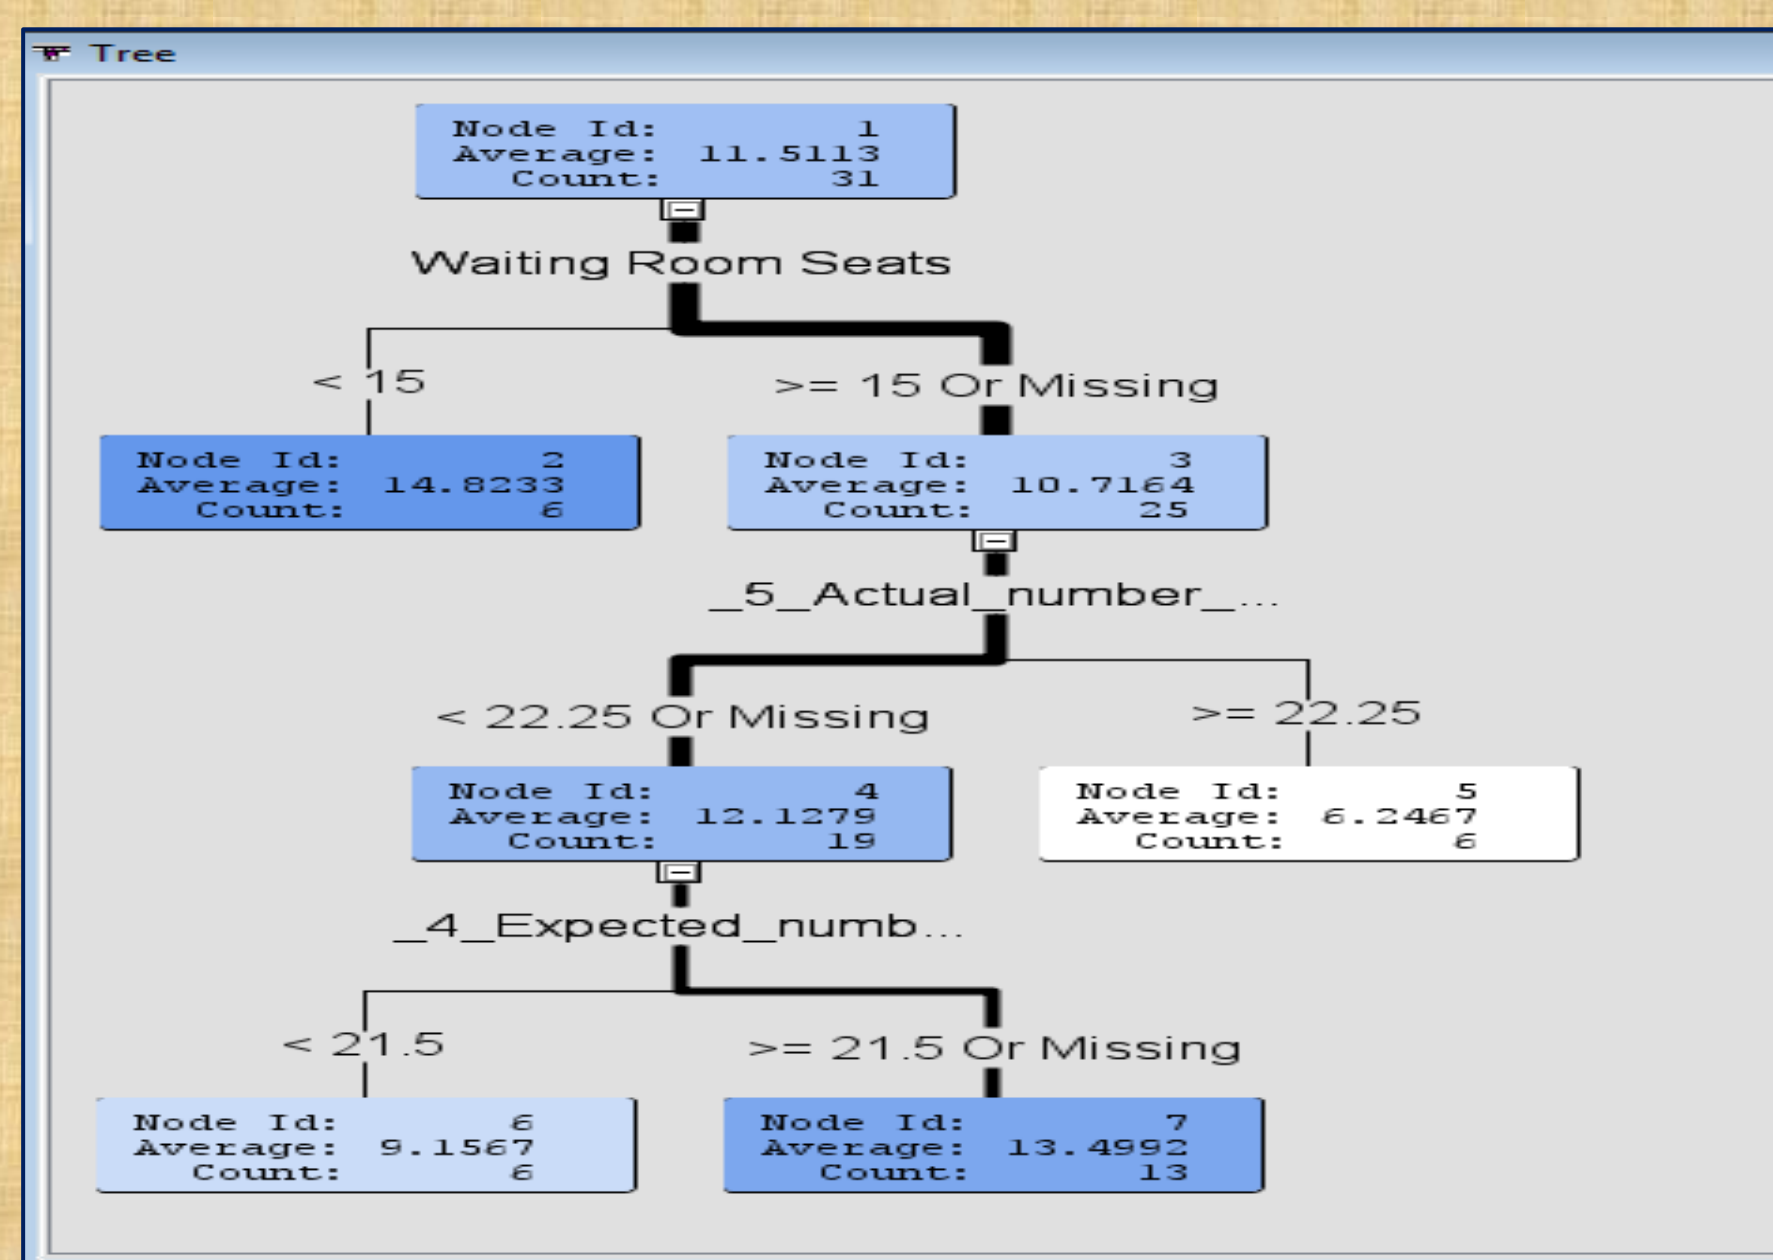 Tree
Node Id: 1
Average: 11.5113
Count: 31
Waiting Room Seats
< 15
>= 15 Or Missing
Node Id: 2
Average: 14.8233
Count: 6
Node Id: 3
Average: 10.7164
Count: 25
_5_Actual_number_...
< 22.25 Or Missing
>= 22.25
Node Id: 4
Average: 12.1279
Count: 19
Node Id: 5
Average: 6.2467
Count: 6
_4_Expected_numb...
< 21.5
>= 21.5 Or Missing
Node Id: 6
Average: 9.1567
Count: 6
Node Id: 7
Average: 13.4992
Count: 13